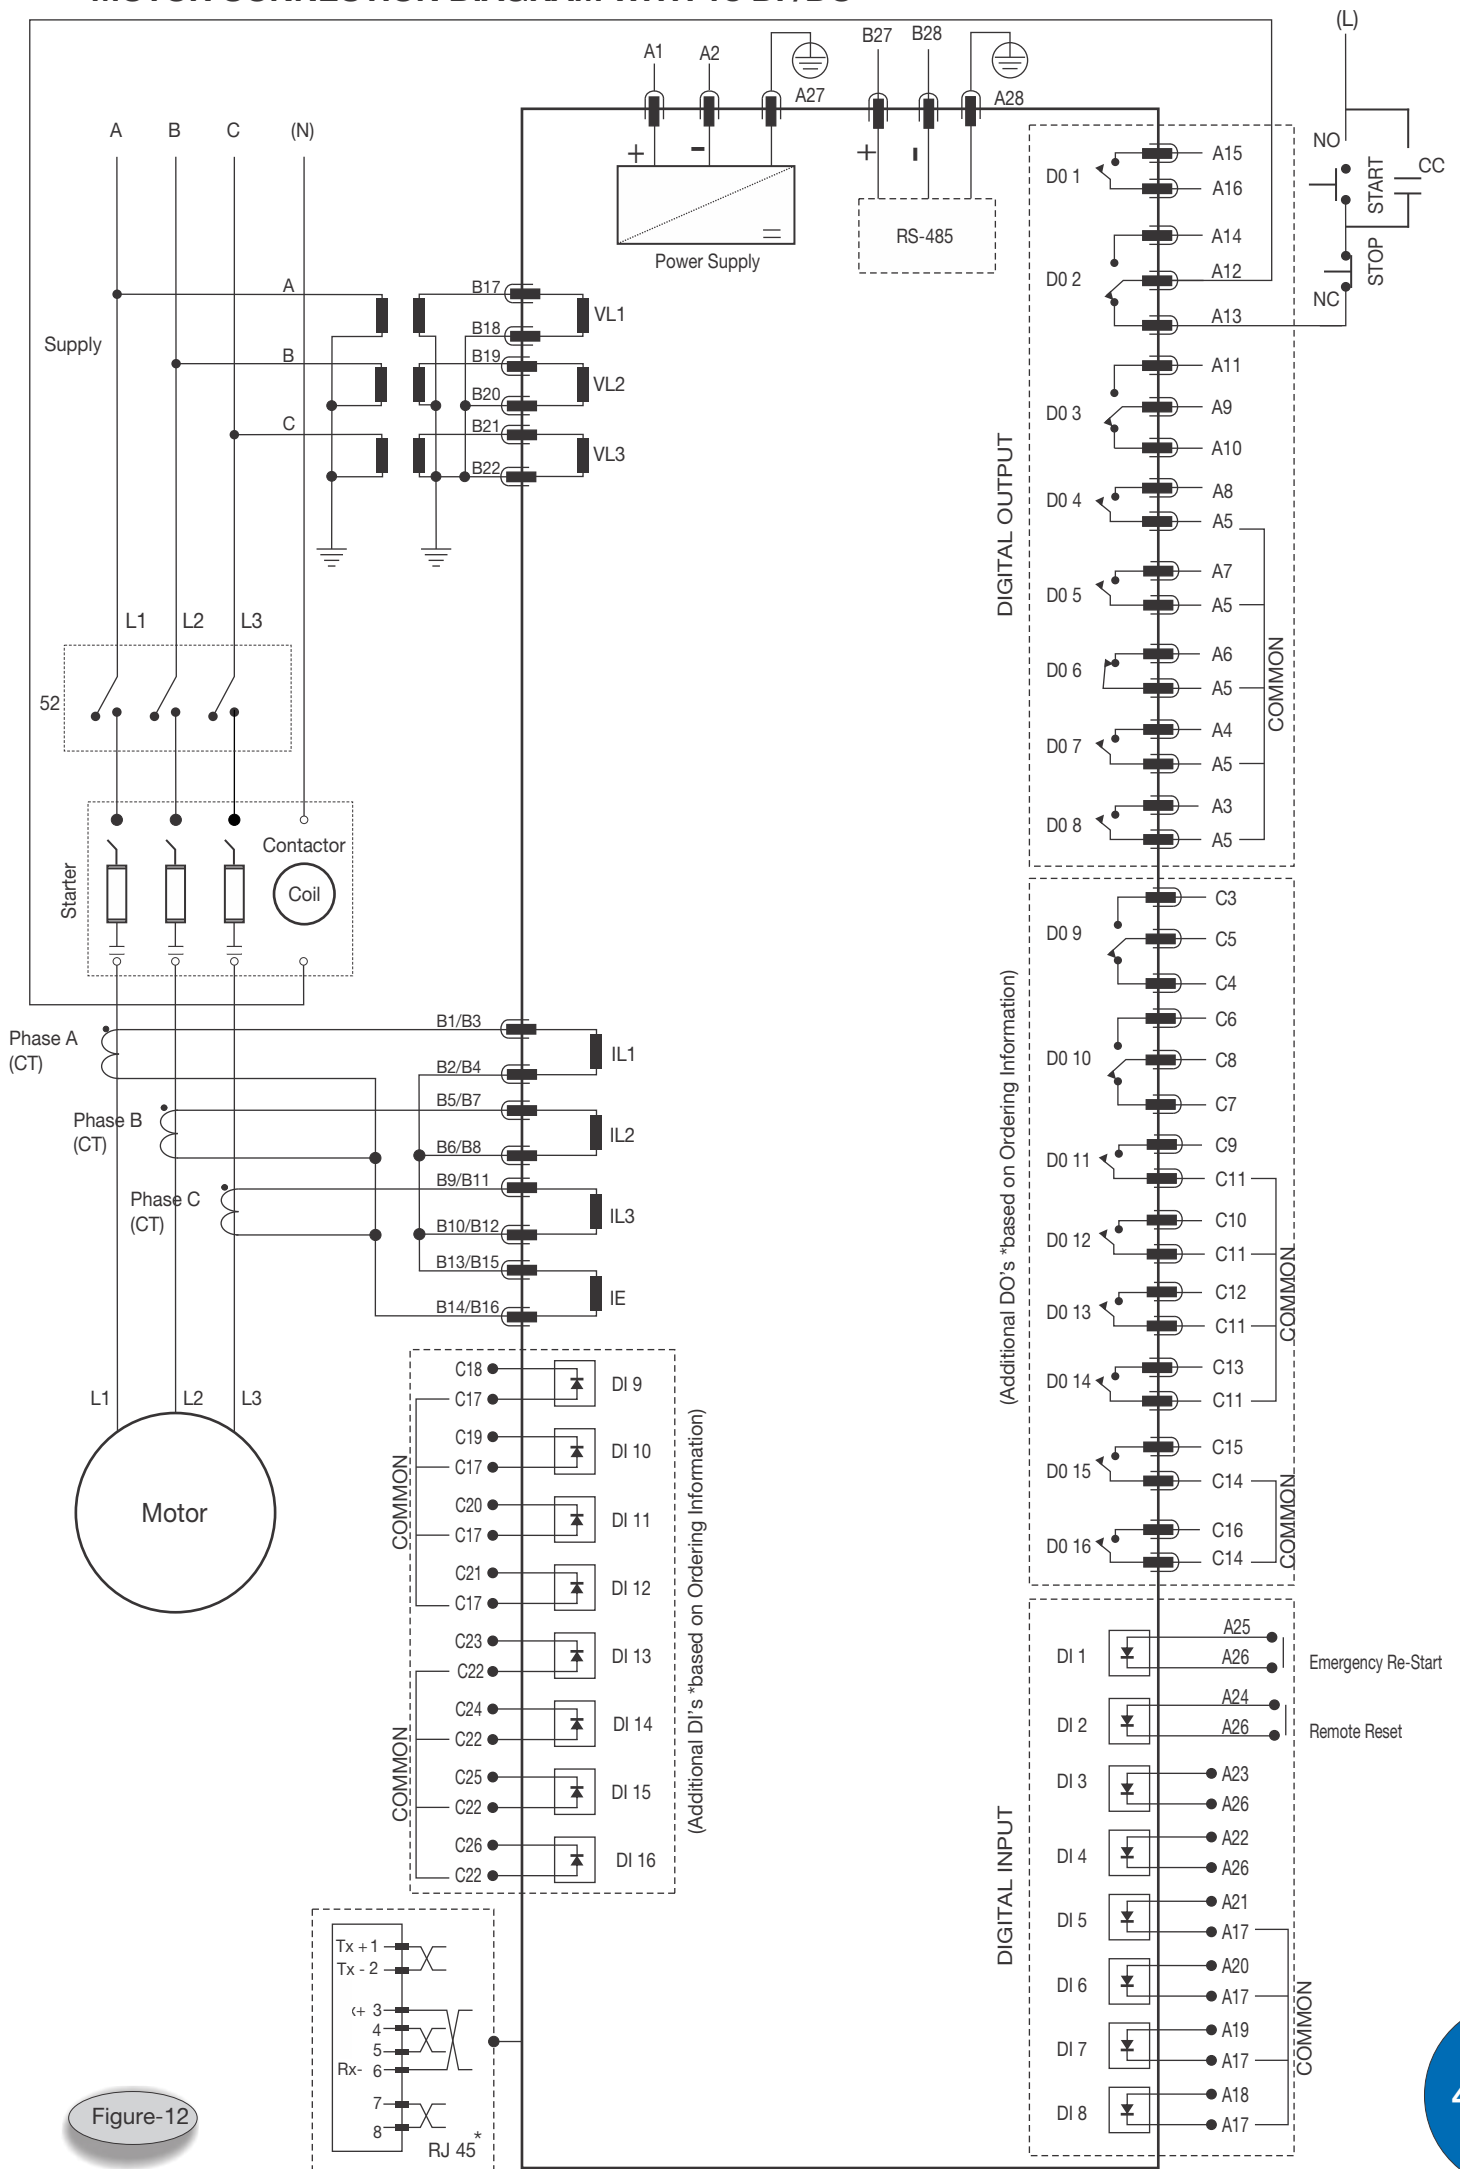 (L)
B27 B28
A1 A2
A27 A28
A B C (N)
+ - + -
NO
START
CC
STOP
NC
RS-485
Power Supply
D0 1
A15
A16
A14
D0 2
A12
A13
A
B17
VL1
B18
Supply
B
B19
VL2
B20
C
B21
VL3
B22
A11
D0 3
A9
A10
DIGITAL OUTPUT
D0 4
A8
A5
D0 5
A7
A5
D0 6
A6
A5
D0 7
A4
A5
D0 8
A3
A5
COMMON
L1 L2 L3
52
Starter
Contactor
Coil
C3
D0 9
C5
C4
C6
D0 10
C8
C7
D0 11
C9
C11
D0 12
C10
C11
D0 13
C12
C11
D0 14
C13
C11
COMMON
D0 15
C15
C14
D0 16
C16
C14
COMMON
(Additional DO's *based on Ordering Information)
Phase A
(CT)
B1/B3
IL1
B2/B4
Phase B
(CT)
B5/B7
IL2
B6/B8
Phase C
(CT)
B9/B11
IL3
B10/B12
B13/B15
IE
B14/B16
L1 L2 L3
Motor
C18
DI 9
C17
C19
DI 10
C17
C20
DI 11
C17
C21
DI 12
C17
COMMON
C23
DI 13
C22
C24
DI 14
C22
C25
DI 15
C22
C26
DI 16
C22
COMMON
(Additional DI's *based on Ordering Information)
DIGITAL INPUT
DI 1
A25
A26
Emergency Re-Start
DI 2
A24
A26
Remote Reset
DI 3
A23
A26
DI 4
A22
A26
DI 5
A21
A17
DI 6
A20
A17
DI 7
A19
A17
DI 8
A18
A17
COMMON
Tx + 1
Tx - 2
+ 3
4
5
Rx- 6
7
8
RJ 45*
Figure-12